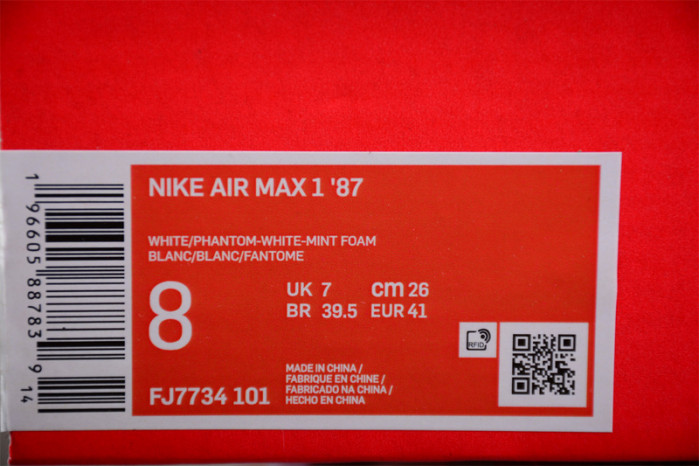 NIKE AIR MAX 1 '87
WHITE/PHANTOM-WHITE-MINT FOAM
BLANC/BLANC/FANTOME
8
UK 7 cm 26
BR 39.5 EUR 41
RFID
FJ7734 101
MADE IN CHINA /
FABRIQUE EN CHINE /
FABRICADO NA CHINA /
HECHO EN CHINA
1 96605 88783 9 14